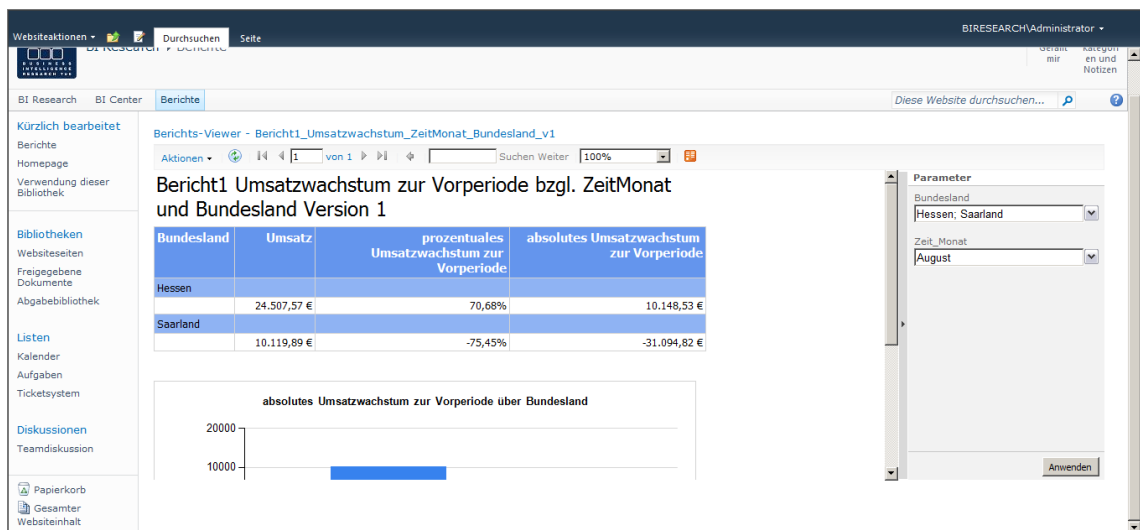 BIRESEARCH\Administrator
Websiteaktionen
Durchsuchen
Seite
BI Research ▸ Berichte
BUSINESS
INTELLIGENCE
RESEARCH
Gefällt mir
Kategorien und Notizen
BI Research
BI Center
Berichte
Diese Website durchsuchen...
Kürzlich bearbeitet
Berichte
Homepage
Verwendung dieser
Bibliothek
Bibliotheken
Websiteseiten
Freigegebene
Dokumente
Abgabebibliothek
Listen
Kalender
Aufgaben
Ticketsystem
Diskussionen
Teamdiskussion
Papierkorb
Gesamter
Websiteinhalt
Berichts-Viewer - Bericht1_Umsatzwachstum_ZeitMonat_Bundesland_v1
Aktionen 1 von 1 Suchen Weiter 100%
Bericht1 Umsatzwachstum zur Vorperiode bzgl. ZeitMonat
und Bundesland Version 1
Bundesland Umsatz prozentuales Umsatzwachstum zur Vorperiode absolutes Umsatzwachstum zur Vorperiode
Hessen
24.507,57 € 70,68% 10.148,53 €
Saarland
10.119,89 € -75,45% -31.094,82 €
absolutes Umsatzwachstum zur Vorperiode über Bundesland
20000
10000
Parameter
Bundesland
Hessen; Saarland
Zeit_Monat
August
Anwenden